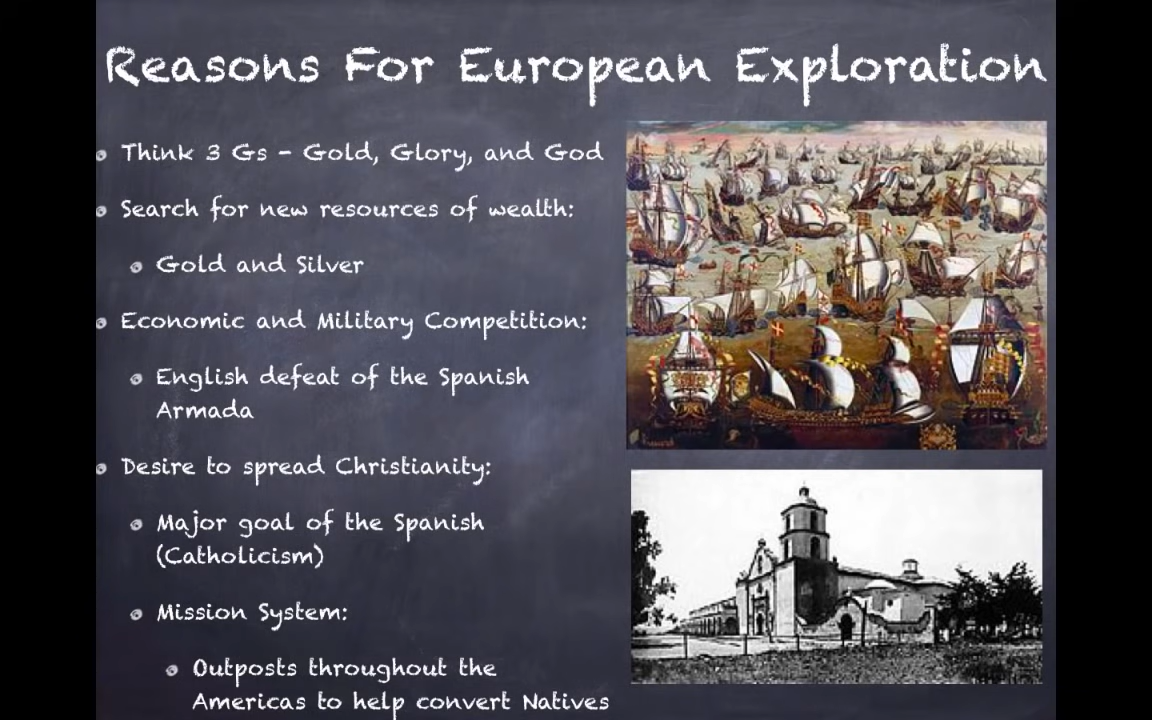 Reasons For European Exploration
Think 3 Gs - Gold, Glory, and God
Search for new resources of wealth:
Gold and Silver
Economic and Military Competition:
English defeat of the Spanish
Armada
Desire to spread Christianity:
Major goal of the Spanish
(Catholicism)
Mission System:
Outposts throughout the
Americas to help convert Natives